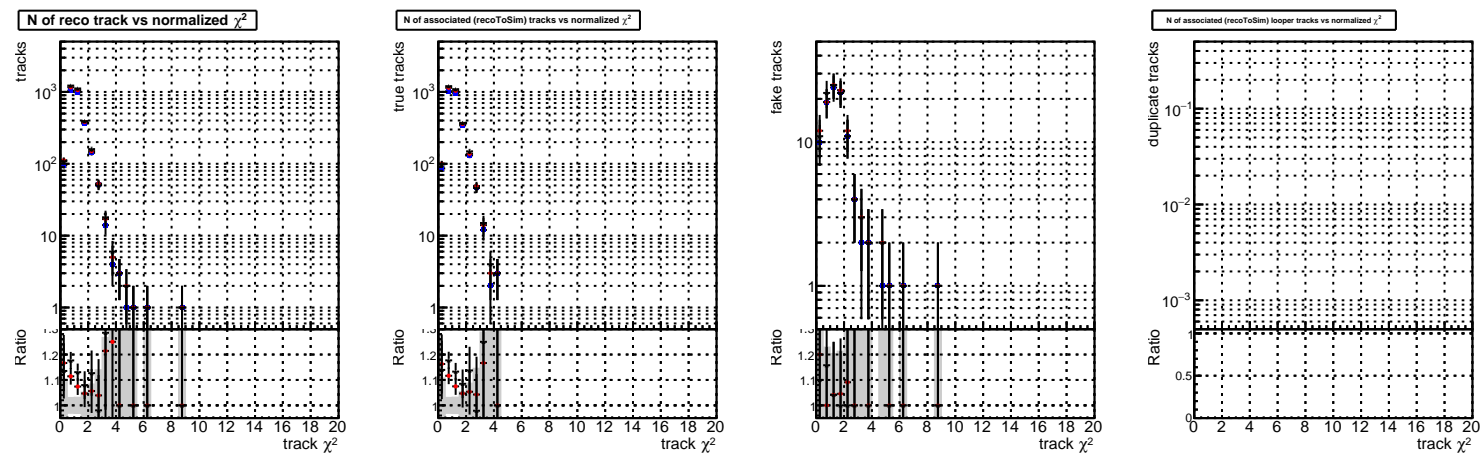 N of reco track vs normalized χ²
tracks
10³
10²
10
1
Ratio
1.3
1.2
1.1
1
0 2 4 6 8 10 12 14 16 18 20
track χ²
N of associated (recoToSim) tracks vs normalized χ²
true tracks
10³
10²
10
1
Ratio
1.3
1.2
1.1
1
0 2 4 6 8 10 12 14 16 18 20
track χ²
fake tracks
10
1
Ratio
1.3
1.2
1.1
1
0 2 4 6 8 10 12 14 16 18 20
track χ²
N of associated (recoToSim) looper tracks vs normalized χ²
duplicate tracks
10⁻¹
10⁻²
10⁻³
Ratio
1
0.5
0
0 2 4 6 8 10 12 14 16 18 20
track χ²